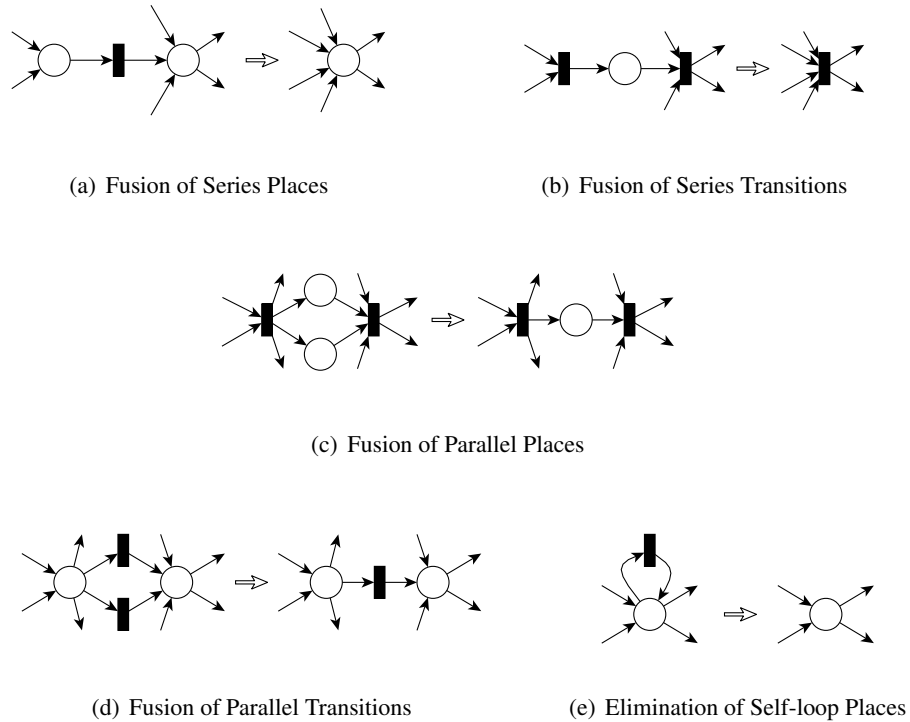 (a) Fusion of Series Places
(b) Fusion of Series Transitions
(c) Fusion of Parallel Places
(d) Fusion of Parallel Transitions
(e) Elimination of Self-loop Places